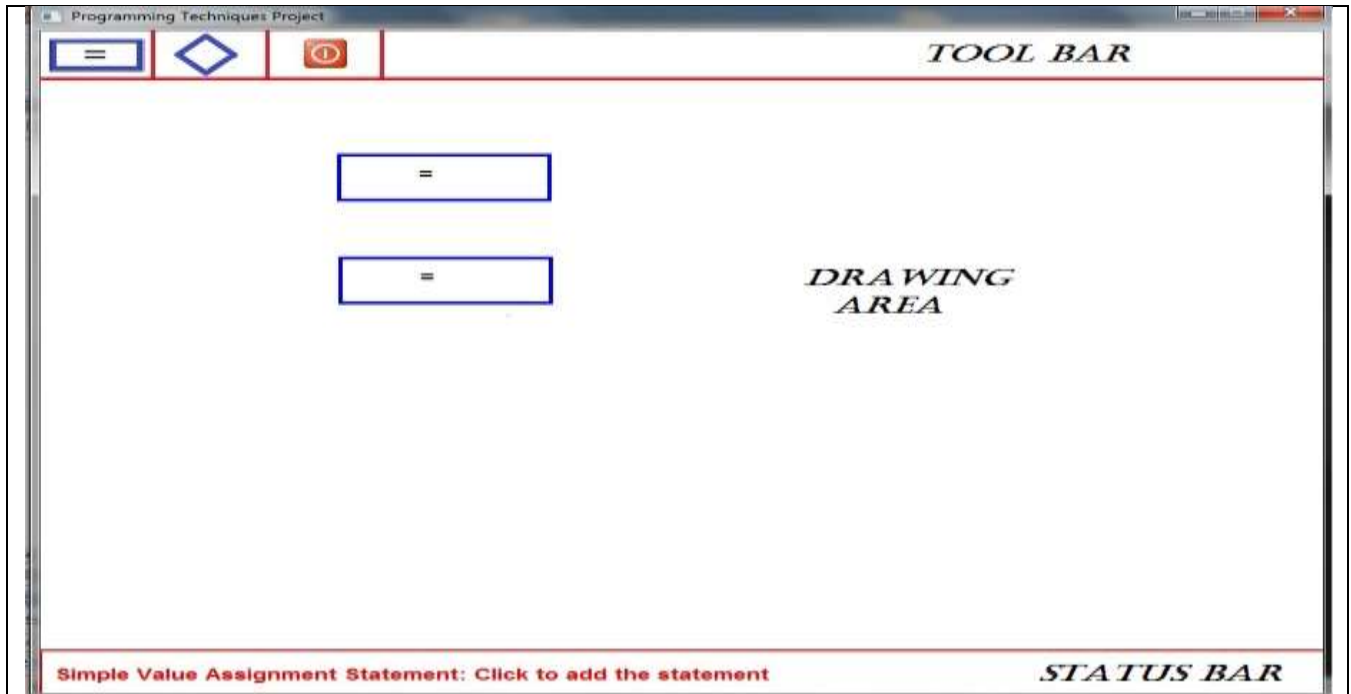 Programming Techniques Project
= TOOL BAR
=
=
DRAWING
AREA
Simple Value Assignment Statement: Click to add the statement STATUS BAR